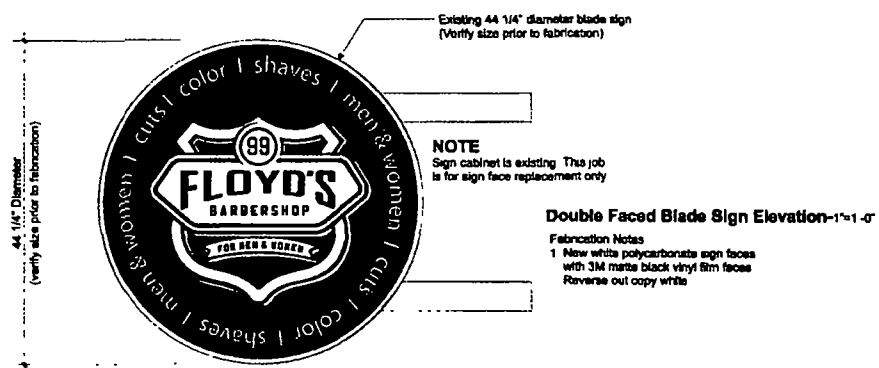 Existing 44 1/4" diameter blade sign
(Verify size prior to fabrication)
44 1/4" Diameter
(verify size prior to fabrication)
cuts | color | shaves | men & women | cuts | color | shaves | men & women |
99
FLOYD'S
BARBERSHOP
FOR MEN & WOMEN
NOTE
Sign cabinet is existing This job
is for sign face replacement only
Double Faced Blade Sign Elevation-1"=1'-0"
Fabrication Notes
1 New white polycarbonate sign faces
with 3M matte black vinyl film faces
Reverse out copy white